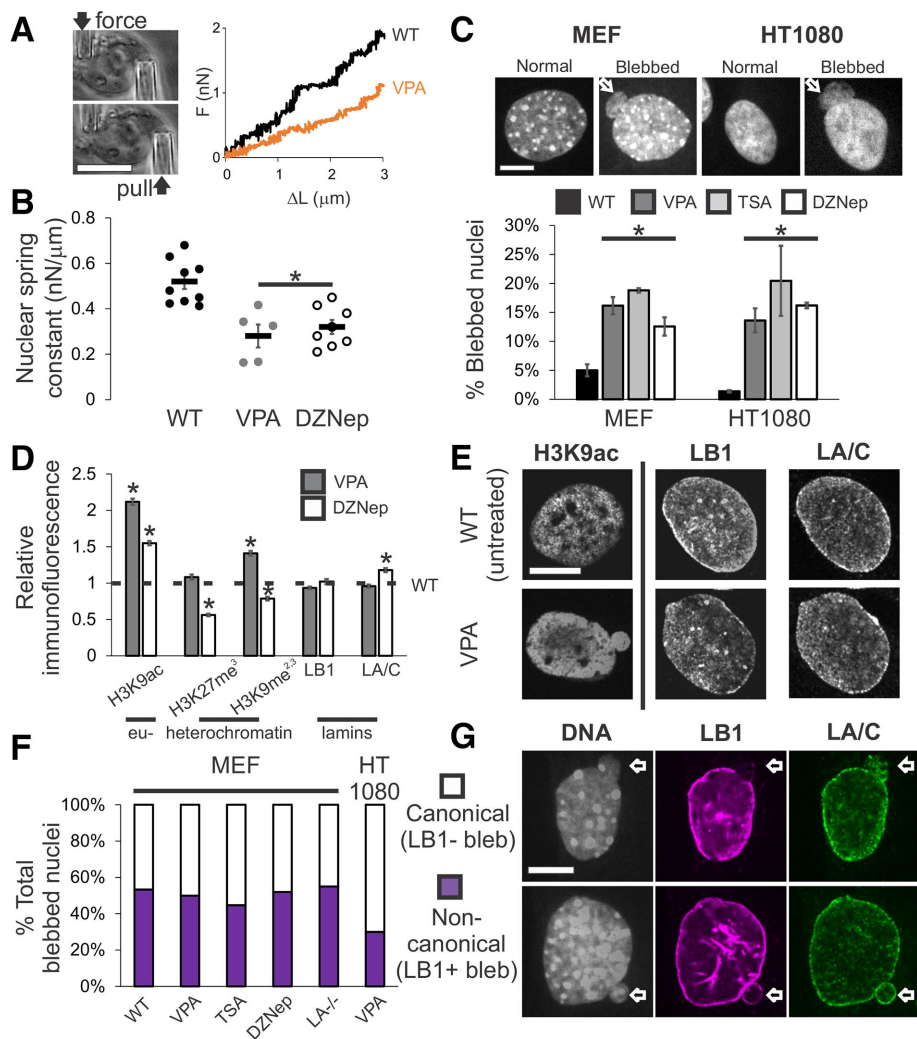 A
force
pull
F (nN)
2
1
0
WT
VPA
0
1
2
3
ΔL (μm)
B
Nuclear spring
constant (nN/μm)
0.8
0.6
0.4
0.2
0
*
WT
VPA
DZNep
C
MEF
HT1080
Normal
Blebbed
Normal
Blebbed
WT
VPA
TSA
DZNep
% Blebbed nuclei
30%
25%
20%
15%
10%
5%
0%
*
*
MEF
HT1080
D
Relative
immunofluorescence
2.5
2
1.5
1
0.5
0
VPA
DZNep
*
*
*
*
*
*
WT
H3K9ac
H3K27me³
H3K9me²,³
LB1
LA/C
eu-
heterochromatin
lamins
E
H3K9ac
LB1
LA/C
WT
(untreated)
VPA
F
MEF
HT
1080
% Total
blebbed nuclei
100%
80%
60%
40%
20%
0%
WT
VPA
TSA
DZNep
LA-/-
VPA
Canonical
(LB1- bleb)
Non-
canonical
(LB1+ bleb)
G
DNA
LB1
LA/C